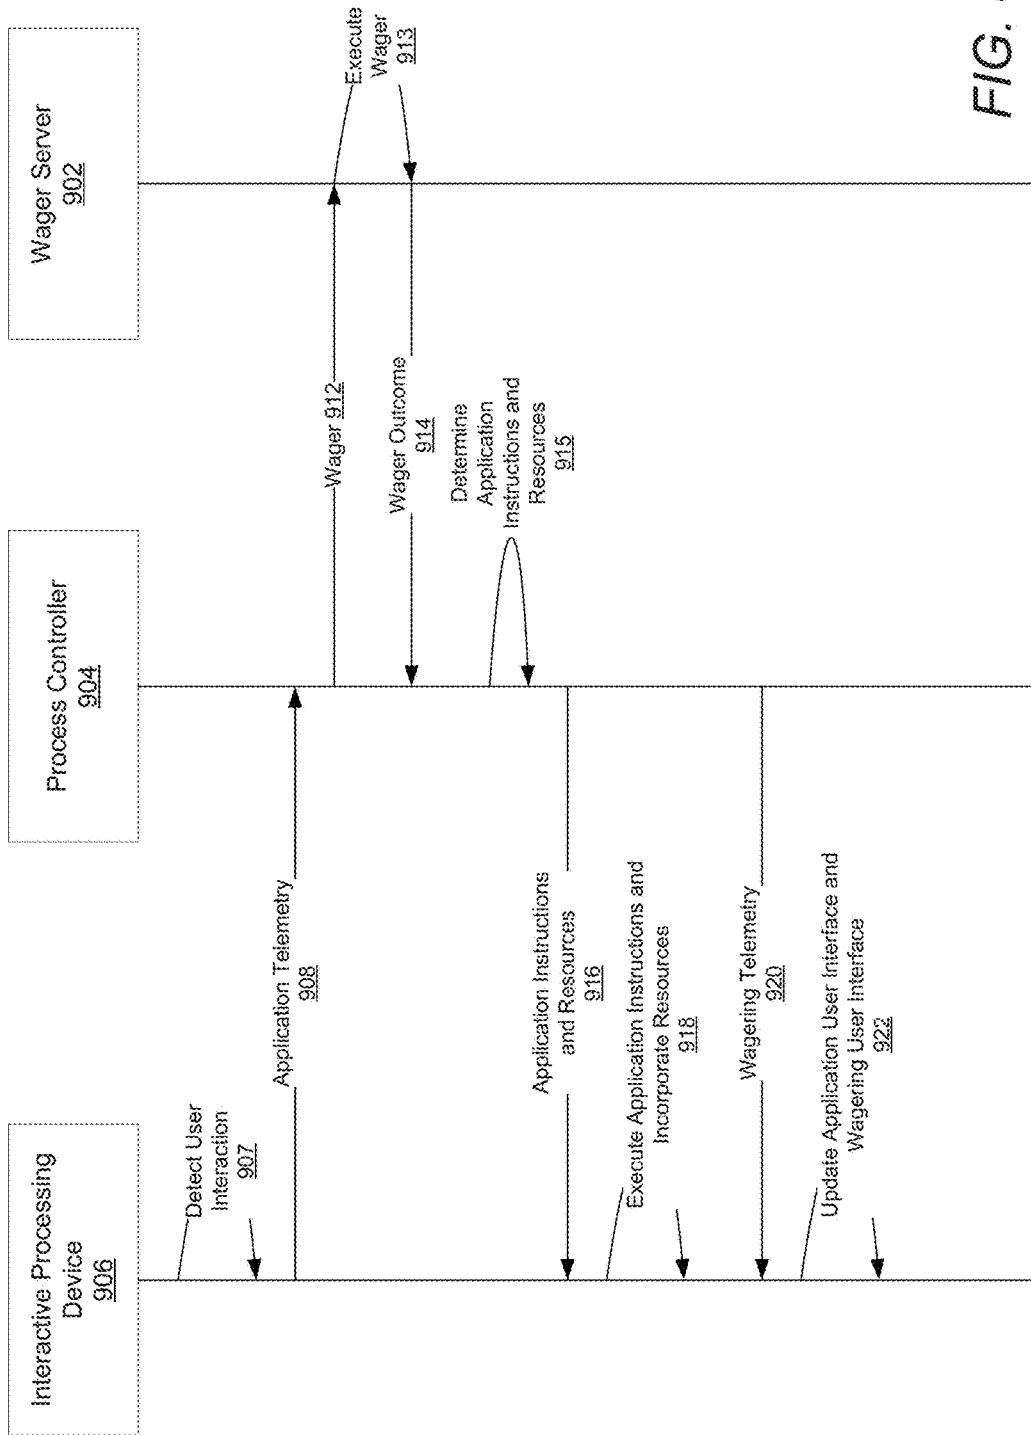 Interactive Processing
Device
906
Process Controller
904
Wager Server
902
Detect User
Interaction
907
Application Telemetry
908
Wager 912
Execute
Wager
913
Wager Outcome
914
Determine
Application
Instructions and
Resources
915
Application Instructions
and Resources
916
Execute Application Instructions and
Incorporate Resources
918
Wagering Telemetry
920
Update Application User Interface and
Wagering User Interface
922
FIG.